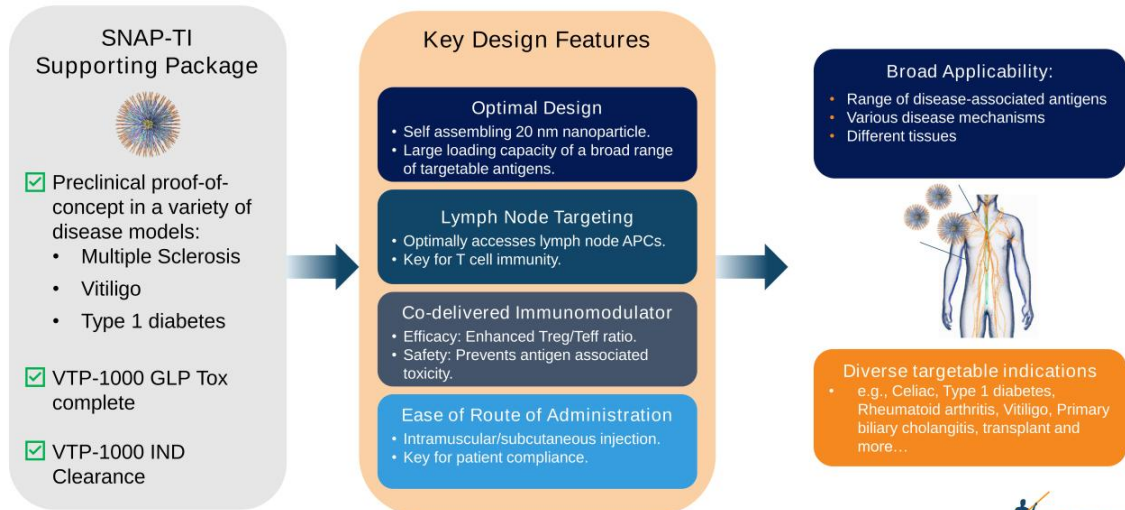 SNAP-TI
Supporting Package
Preclinical proof-of-
concept in a variety of
disease models:
• Multiple Sclerosis
• Vitiligo
• Type 1 diabetes
VTP-1000 GLP Tox
complete
VTP-1000 IND
Clearance
Key Design Features
Optimal Design
• Self assembling 20 nm nanoparticle.
• Large loading capacity of a broad range
of targetable antigens.
Lymph Node Targeting
• Optimally accesses lymph node APCs.
• Key for T cell immunity.
Co-delivered Immunomodulator
• Efficacy: Enhanced Treg/Teff ratio.
• Safety: Prevents antigen associated
toxicity.
Ease of Route of Administration
• Intramuscular/subcutaneous injection.
• Key for patient compliance.
Broad Applicability:
• Range of disease-associated antigens
• Various disease mechanisms
• Different tissues
Diverse targetable indications
• e.g., Celiac, Type 1 diabetes,
Rheumatoid arthritis, Vitiligo, Primary
biliary cholangitis, transplant and
more…